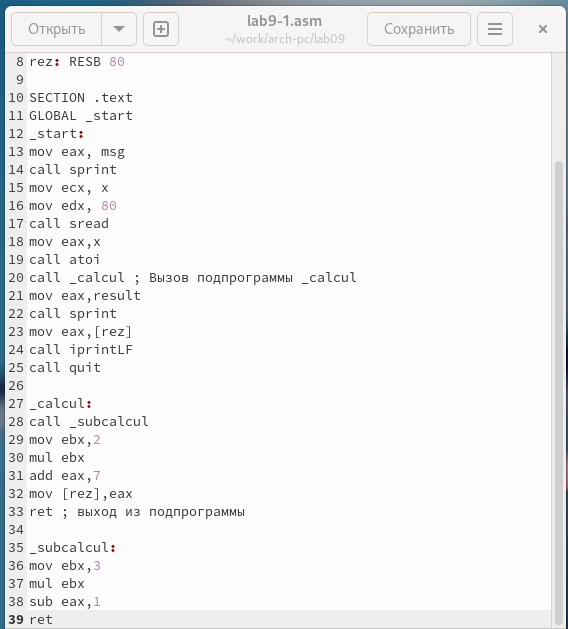 Открыть
lab9-1.asm
~/work/arch-pc/lab09
Сохранить
8 rez: RESB 80
9
10 SECTION .text
11 GLOBAL _start
12 _start:
13 mov eax, msg
14 call sprint
15 mov ecx, x
16 mov edx, 80
17 call sread
18 mov eax,x
19 call atoi
20 call _calcul ; Вызов подпрограммы _calcul
21 mov eax,result
22 call sprint
23 mov eax,[rez]
24 call iprintLF
25 call quit
26
27 _calcul:
28 call _subcalcul
29 mov ebx,2
30 mul ebx
31 add eax,7
32 mov [rez],eax
33 ret ; выход из подпрограммы
34
35 _subcalcul:
36 mov ebx,3
37 mul ebx
38 sub eax,1
39 ret